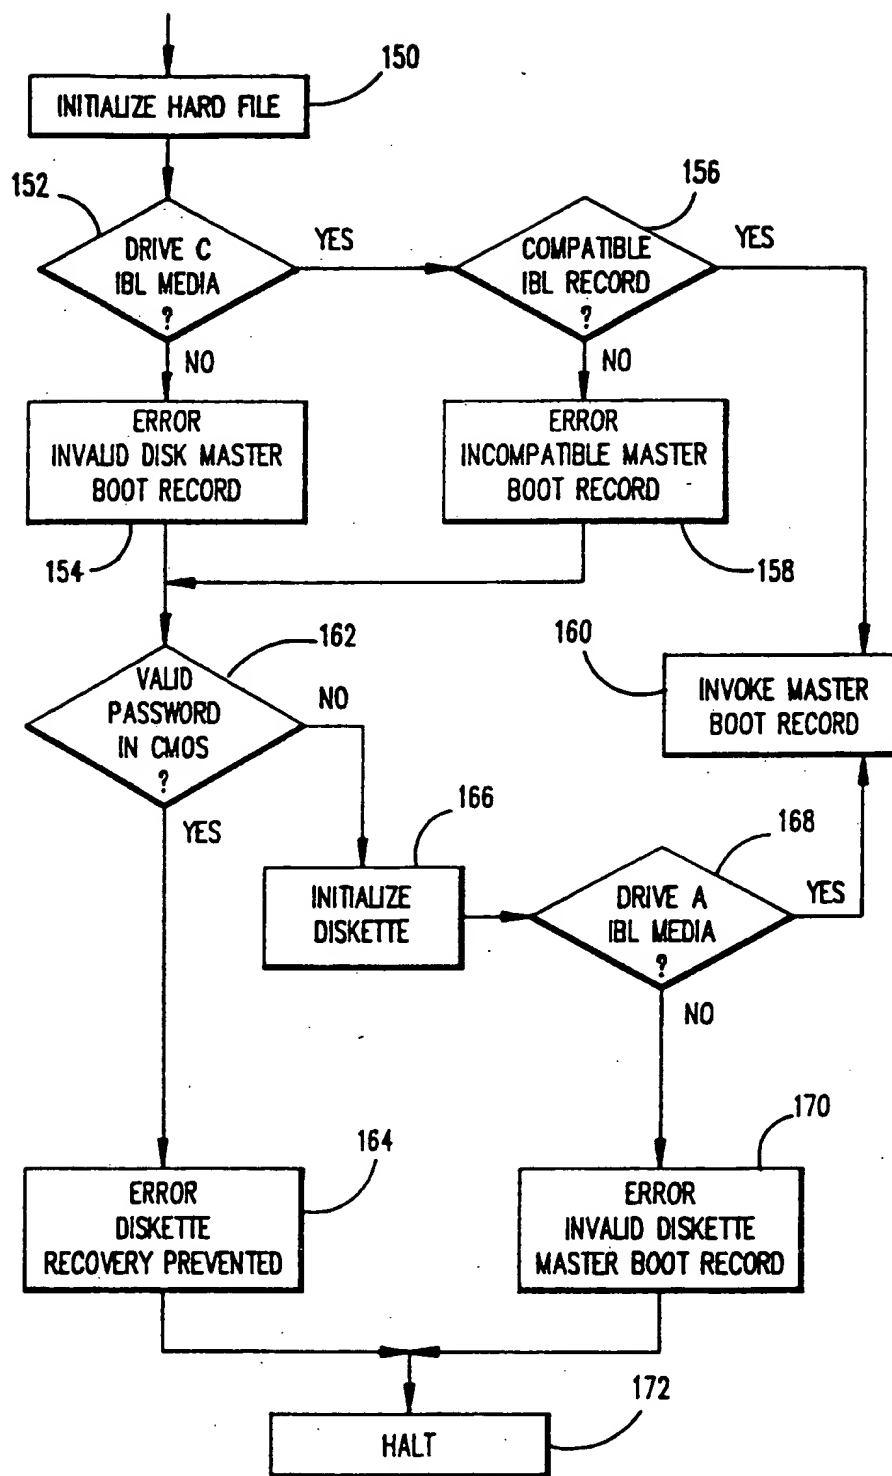 150
INITIALIZE HARD FILE
152
156
DRIVE C
IBL MEDIA
?
YES
COMPATIBLE
IBL RECORD
?
YES
NO
NO
ERROR
INVALID DISK MASTER
BOOT RECORD
ERROR
INCOMPATIBLE MASTER
BOOT RECORD
154
158
162
160
VALID
PASSWORD
IN CMOS
?
NO
INVOKE MASTER
BOOT RECORD
YES
166
168
INITIALIZE
DISKETTE
DRIVE A
IBL MEDIA
?
YES
NO
164
170
ERROR
DISKETTE
RECOVERY PREVENTED
ERROR
INVALID DISKETTE
MASTER BOOT RECORD
172
HALT